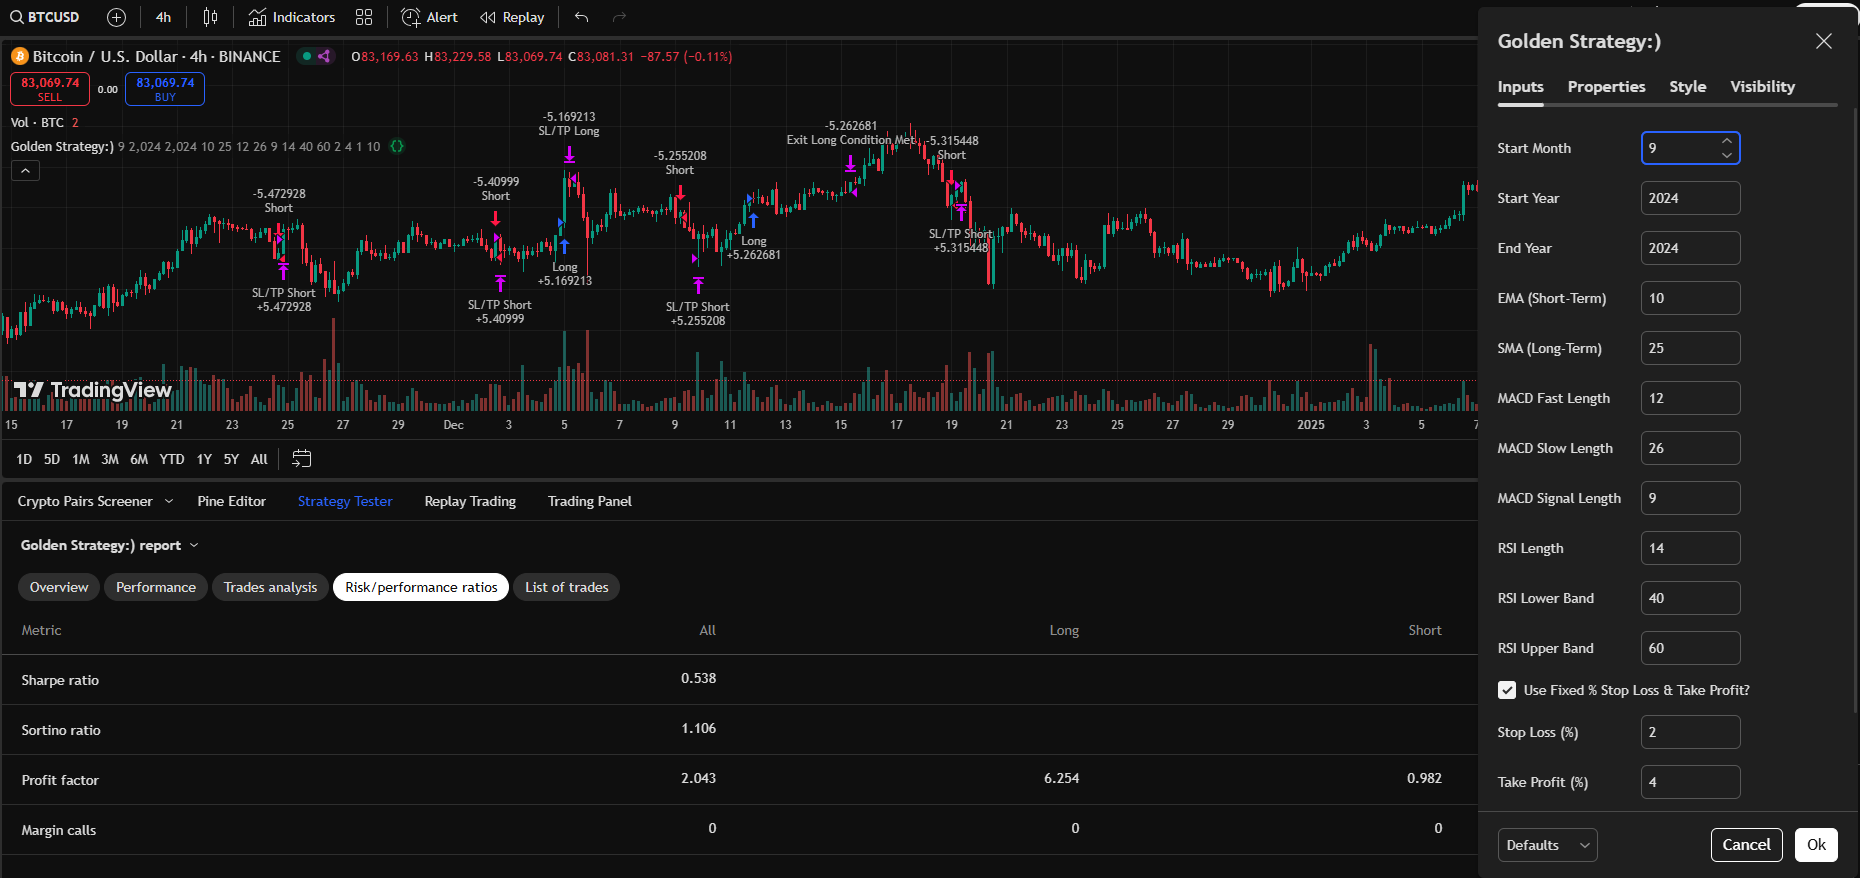 BTCUSD 4h Indicators Alert Replay
Bitcoin / U.S. Dollar · 4h · BINANCE O83,169.63 H83,229.58 L83,069.74 C83,081.31 −87.57 (−0.11%)
83,069.74 SELL
0.00
83,069.74 BUY
Vol · BTC 2
Golden Strategy:) 9 2,024 2,024 10 25 12 26 9 14 40 60 2 4 1 10
-5.472928
Short
SL/TP Short
+5.472928
-5.40999
Short
SL/TP Short
+5.40999
-5.169213
SL/TP Long
Long
+5.169213
-5.255208
Short
SL/TP Short
+5.255208
-5.262681
Exit Long Condition Met
Long
+5.262681
-5.315448
Short
SL/TP Short
+5.315448
TradingView
15 17 19 21 23 25 27 29 Dec 3 5 7 9 11 13 15 17 19 21 23 25 27 29 2025 3 5 7
1D 5D 1M 3M 6M YTD 1Y 5Y All
Crypto Pairs Screener Pine Editor Strategy Tester Replay Trading Trading Panel
Golden Strategy:) report
Overview Performance Trades analysis Risk/performance ratios List of trades
Metric All Long Short
Sharpe ratio 0.538
Sortino ratio 1.106
Profit factor 2.043 6.254 0.982
Margin calls 0 0 0
Golden Strategy:)
Inputs Properties Style Visibility
Start Month 9
Start Year 2024
End Year 2024
EMA (Short-Term) 10
SMA (Long-Term) 25
MACD Fast Length 12
MACD Slow Length 26
MACD Signal Length 9
RSI Length 14
RSI Lower Band 40
RSI Upper Band 60
Use Fixed % Stop Loss & Take Profit?
Stop Loss (%) 2
Take Profit (%) 4
Defaults Cancel Ok